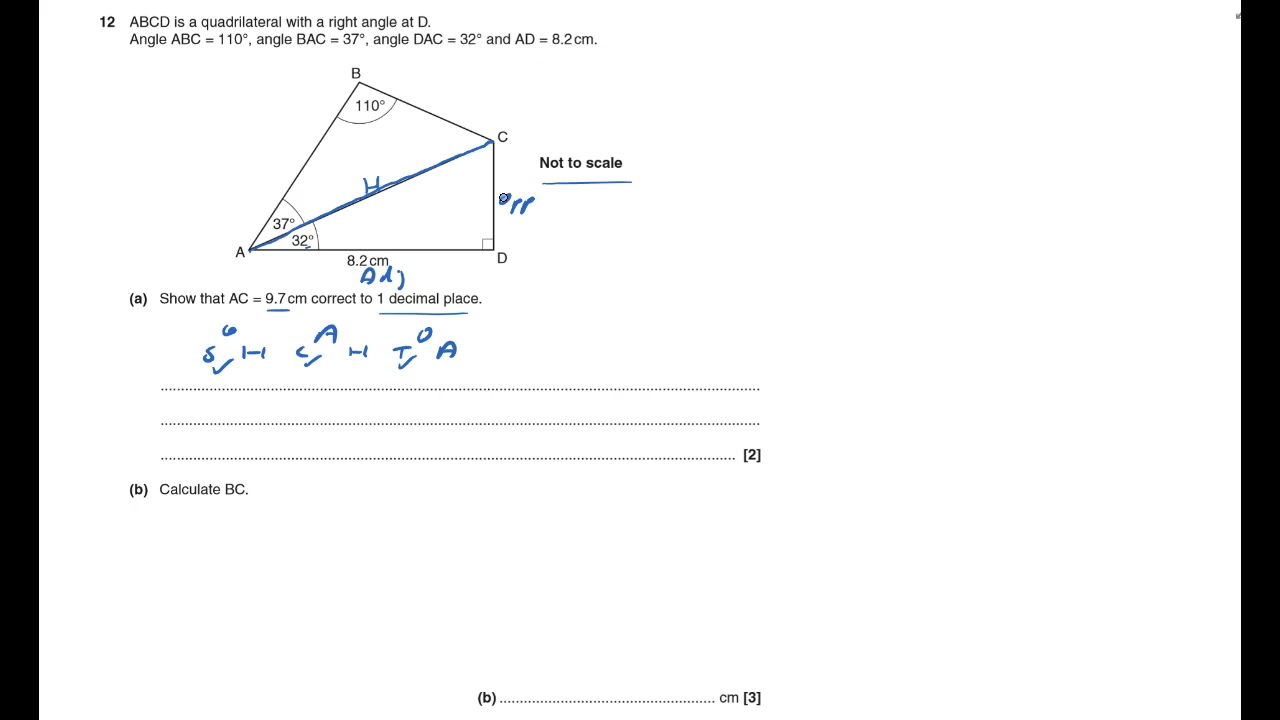 12 ABCD is a quadrilateral with a right angle at D.
Angle ABC = 110°, angle BAC = 37°, angle DAC = 32° and AD = 8.2 cm.
B
110°
C
Not to scale
H
opp
37°
32°
A
8.2 cm
D
Adj
(a) Show that AC = 9.7 cm correct to 1 decimal place.
O A O
S H C H T A
[2]
(b) Calculate BC.
(b) cm [3]